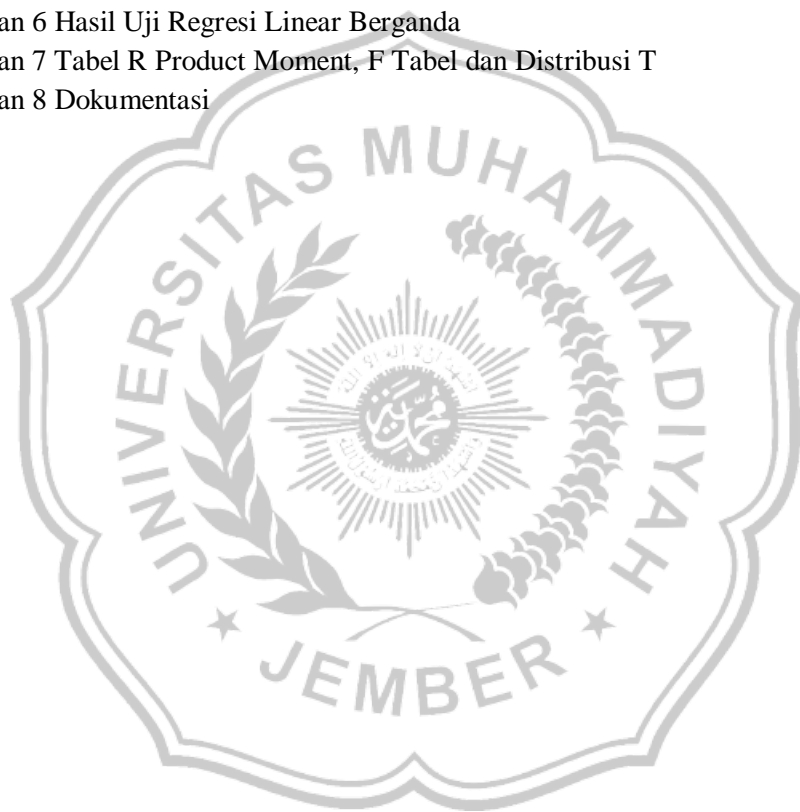 an 6 Hasil Uji Regresi Linear Berganda
an 7 Tabel R Product Moment, F Tabel dan Distribusi T
an 8 Dokumentasi
UNIVERSITAS MUHAMMADIYAH
JEMBER